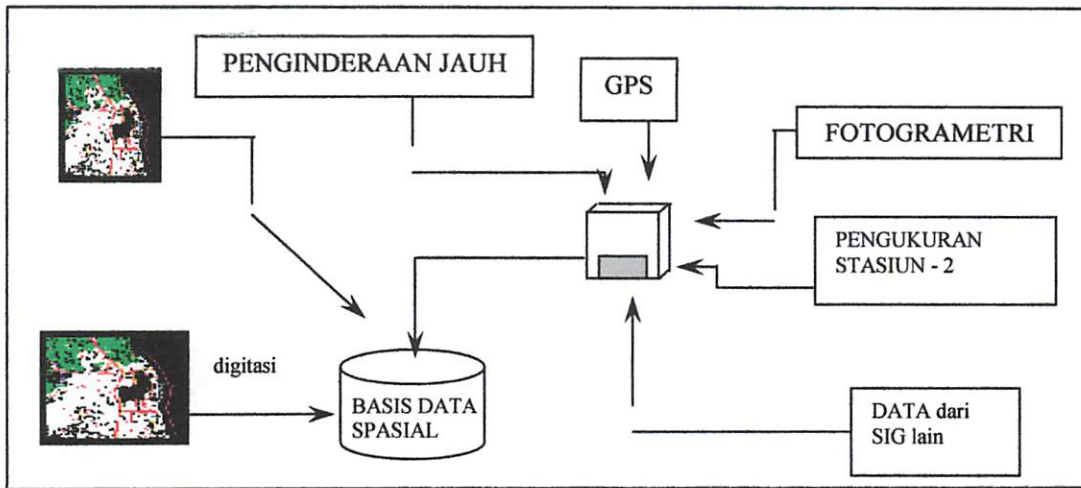 PENGINDERAAN JAUH
GPS
FOTOGRAMETRI
PENGUKURAN
STASIUN - 2
digitasi
BASIS DATA
SPASIAL
DATA dari
SIG lain